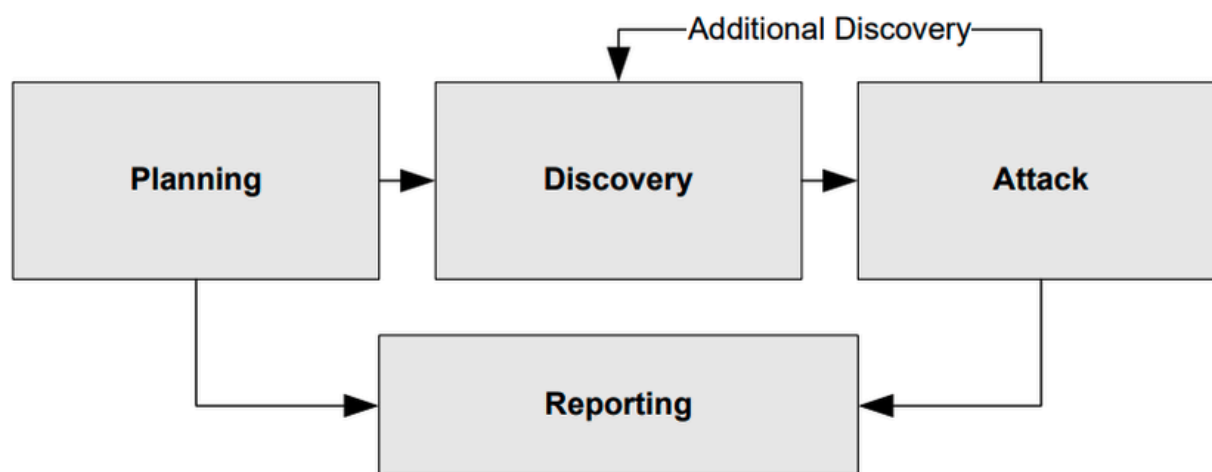 Additional Discovery
Planning
Discovery
Attack
Reporting